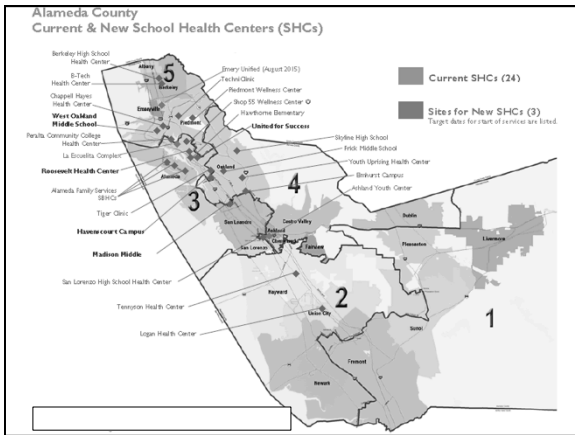 Alameda County
Current & New School Health Centers (SHCs)
Berkeley High School
Health Center
B-Tech
Health Center
Chappell Hayes
Health Center
West Oakland
Middle School
Peralta Community College
Health Center
La Escuelita Complex
Roosevelt Health Center
Alameda Family Services
SBHCs
Tiger Clinic
Havenscourt Campus
Madison Middle
San Lorenzo High School Health Center
Tennyson Health Center
Logan Health Center
Emery Unified (August 2015)
TechniClinic
Piedmont Wellness Center
Shop 55 Wellness Center
Hawthorne Elementary
United for Success
Skyline High School
Frick Middle School
Youth Uprising Health Center
Elmhurst Campus
Ashland Youth Center
Current SHCs (24)
Sites for New SHCs (3)
Target dates for start of services are listed.
5
4
3
2
1
Albany
Berkeley
Emeryville
Piedmont
Oakland
Alameda
San Leandro
Castro Valley
Ashland
Cherryland
Fairview
San Lorenzo
Hayward
Union City
Newark
Fremont
Sunol
Dublin
Pleasanton
Livermore